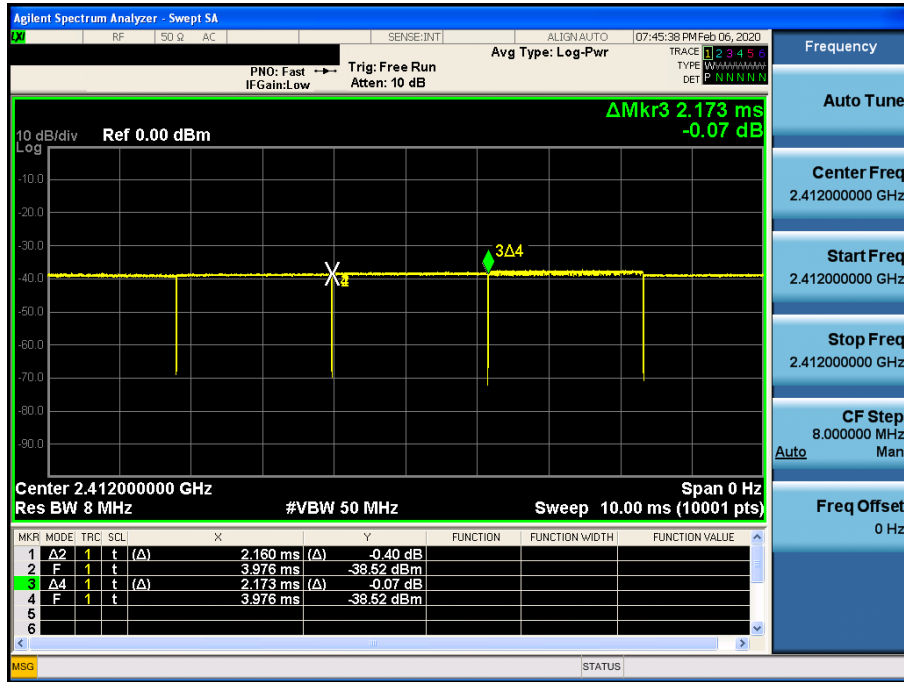 Agilent Spectrum Analyzer - Swept SA
LXI RF 50 Ω AC SENSE:INT ALIGNAUTO 07:45:38 PM Feb 06, 2020
Avg Type: Log-Pwr
TRACE 1 2 3 4 5 6
PNO: Fast Trig: Free Run
TYPE WWWWWW
IFGain:Low Atten: 10 dB
DET P N N N N N
ΔMkr3 2.173 ms
-0.07 dB
10 dB/div Ref 0.00 dBm
Log
-10.0
-20.0
-30.0
-40.0
-50.0
-60.0
-70.0
-80.0
-90.0
3Δ4
Center 2.412000000 GHz Span 0 Hz
Res BW 8 MHz #VBW 50 MHz Sweep 10.00 ms (10001 pts)
MKR MODE TRC SCL X Y FUNCTION FUNCTION WIDTH FUNCTION VALUE
1 Δ2 1 t (Δ) 2.160 ms (Δ) -0.40 dB
2 F 1 t 3.976 ms -38.52 dBm
3 Δ4 1 t (Δ) 2.173 ms (Δ) -0.07 dB
4 F 1 t 3.976 ms -38.52 dBm
5
6
MSG STATUS
Frequency
Auto Tune
Center Freq
2.412000000 GHz
Start Freq
2.412000000 GHz
Stop Freq
2.412000000 GHz
CF Step
8.000000 MHz
Auto Man
Freq Offset
0 Hz